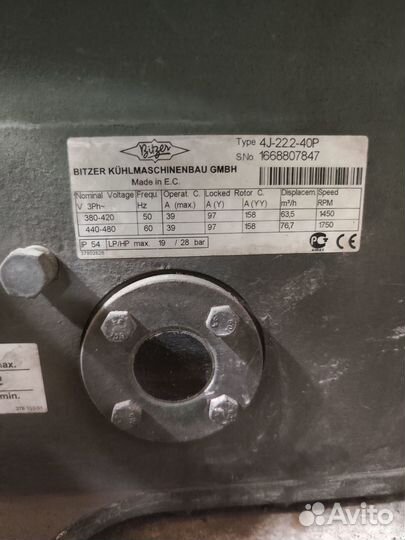 Bitzer
Type 4J-22.2-40P
S.No 1668807847
BITZER KÜHLMASCHINENBAU GMBH
Made in E.C.
Nominal Voltage Frequ. Operat. C. Locked Rotor C. Displacem. Speed
V 3Ph~ Hz A (max.) A (Y) A (YY) m³/h RPM
380-420 50 39 97 158 63,5 1450
440-480 60 39 97 158 76,7 1750
IP 54 LP/HP max. 19 / 28 bar
37902626
max.
min.
Avito